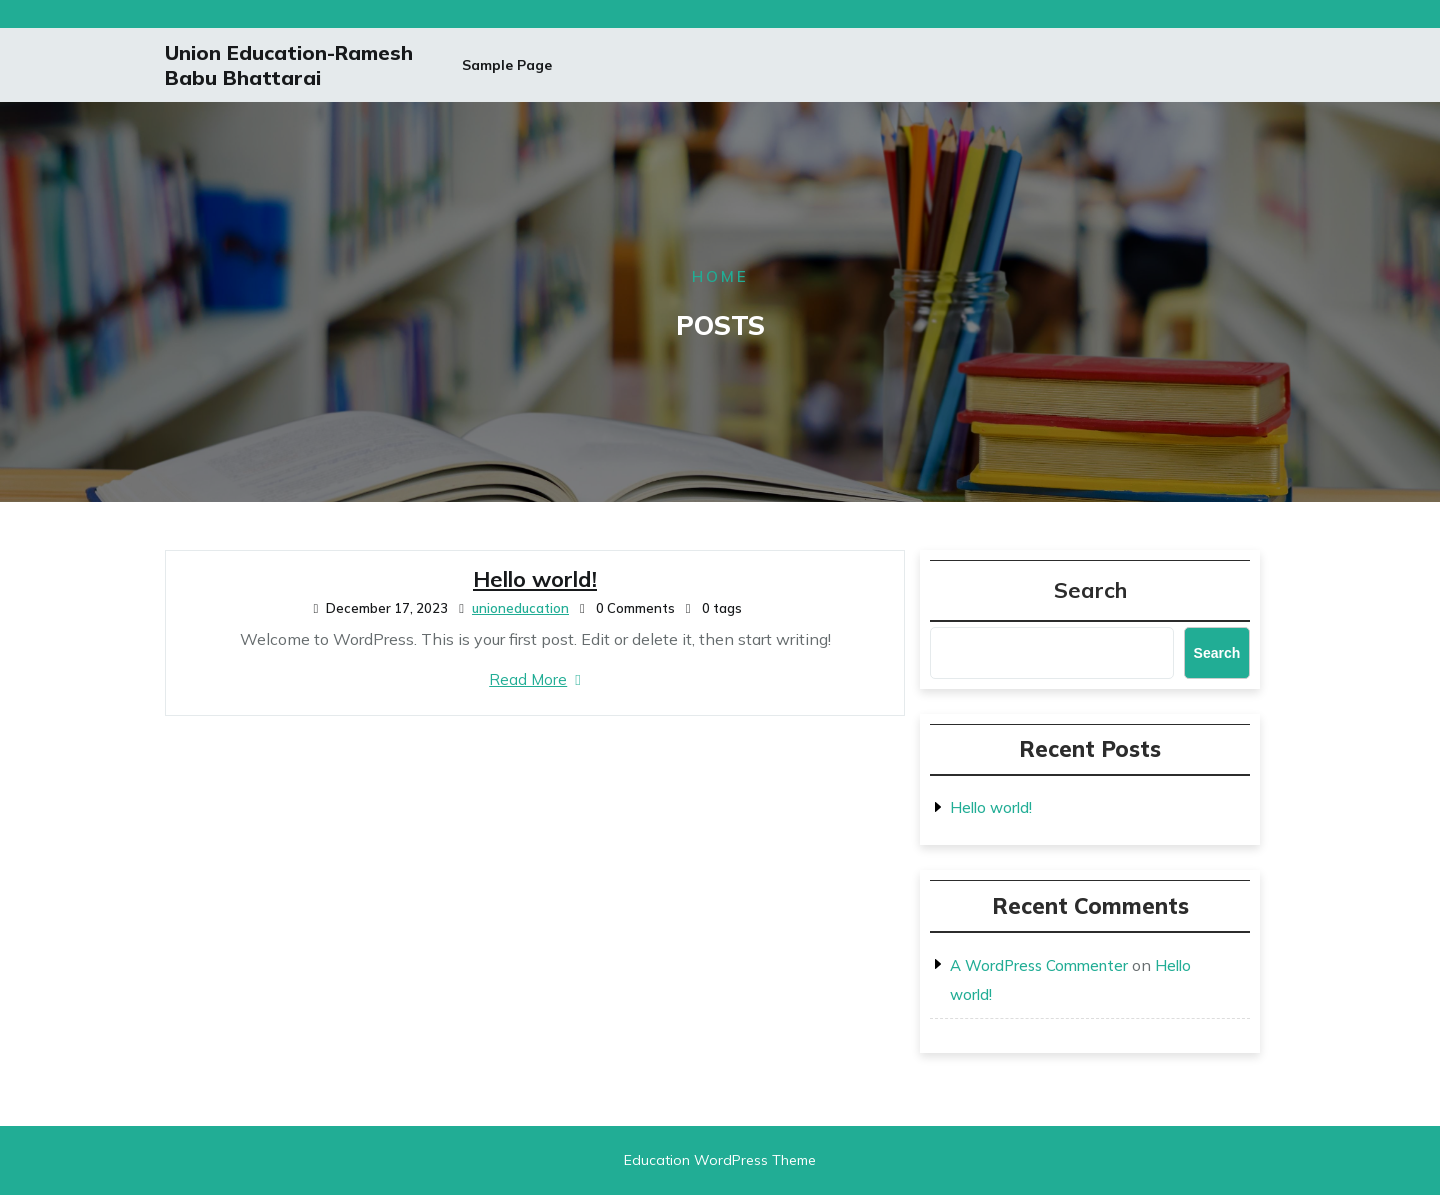 Union Education-Ramesh
Babu Bhattarai
Sample Page
HOME
POSTS
Hello world!
December 17, 2023 unioneducation 0 Comments 0 tags
Welcome to WordPress. This is your first post. Edit or delete it, then start writing!
Read More
Search
Search
Recent Posts
Hello world!
Recent Comments
A WordPress Commenter on Hello
world!
Education WordPress Theme